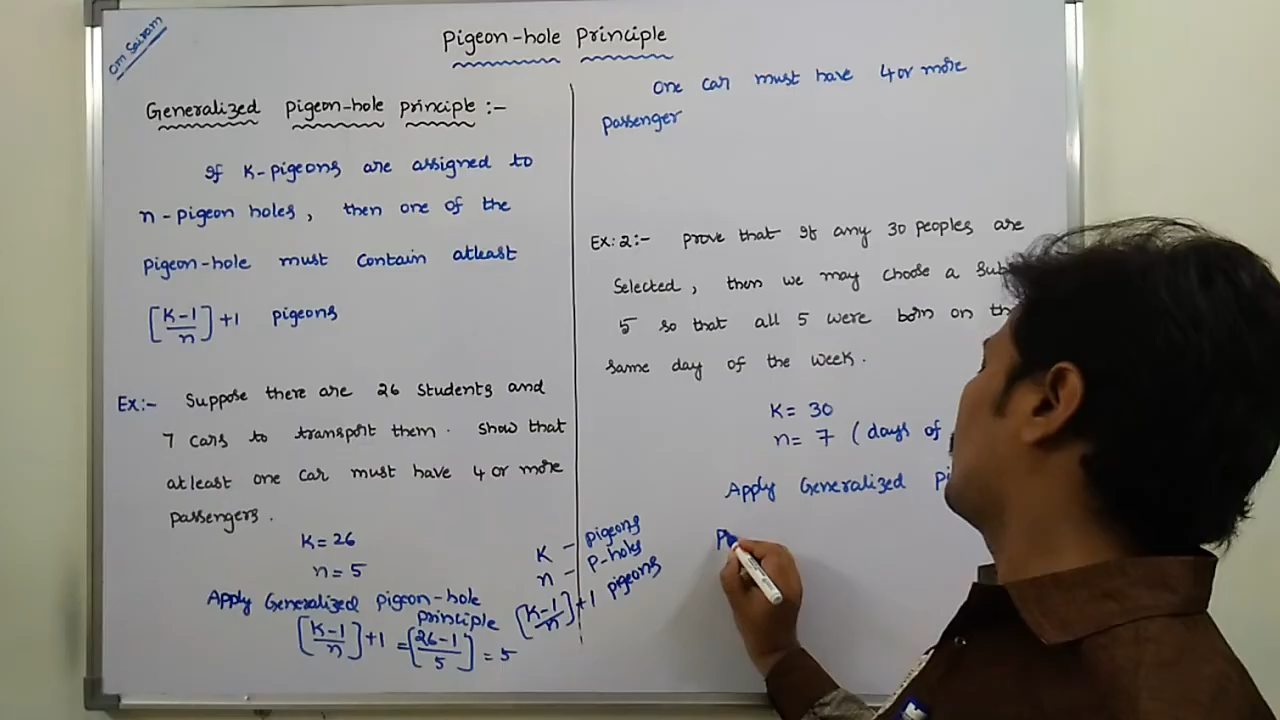 Om Sairam
Pigeon-hole Principle
Generalized pigeon-hole principle :-
If K-pigeons are assigned to
n-pigeon holes, then one of the
pigeon-hole must contain atleast
[K-1/n] +1 pigeons
Ex:- Suppose there are 26 students and
7 cars to transport them. Show that
atleast one car must have 4 or more
passengers.
K = 26
n = 5
Apply Generalized pigeon-hole
principle
[K-1/n] +1 = [26-1/5] = 5
K - pigeons
n - p-holes
[K-1/n] +1 pigeons
One car must have 4 or more
passenger
Ex:2:- Prove that if any 30 peoples are
Selected, then we may choose a
5 so that all 5 were born on
same day of the week.
K = 30
n = 7 (days of
Apply Generalized